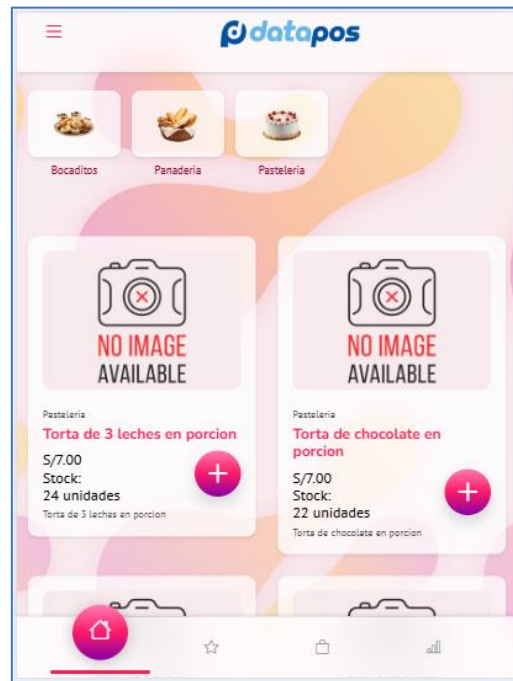 datapos
Bocaditos
Panaderia
Pasteleria
NO IMAGE
AVAILABLE
Pasteleria
Torta de 3 leches en porcion
S/7.00
Stock:
24 unidades
Torta de 3 leches en porcion
NO IMAGE
AVAILABLE
Pasteleria
Torta de chocolate en
porcion
S/7.00
Stock:
22 unidades
Torta de chocolate en porcion